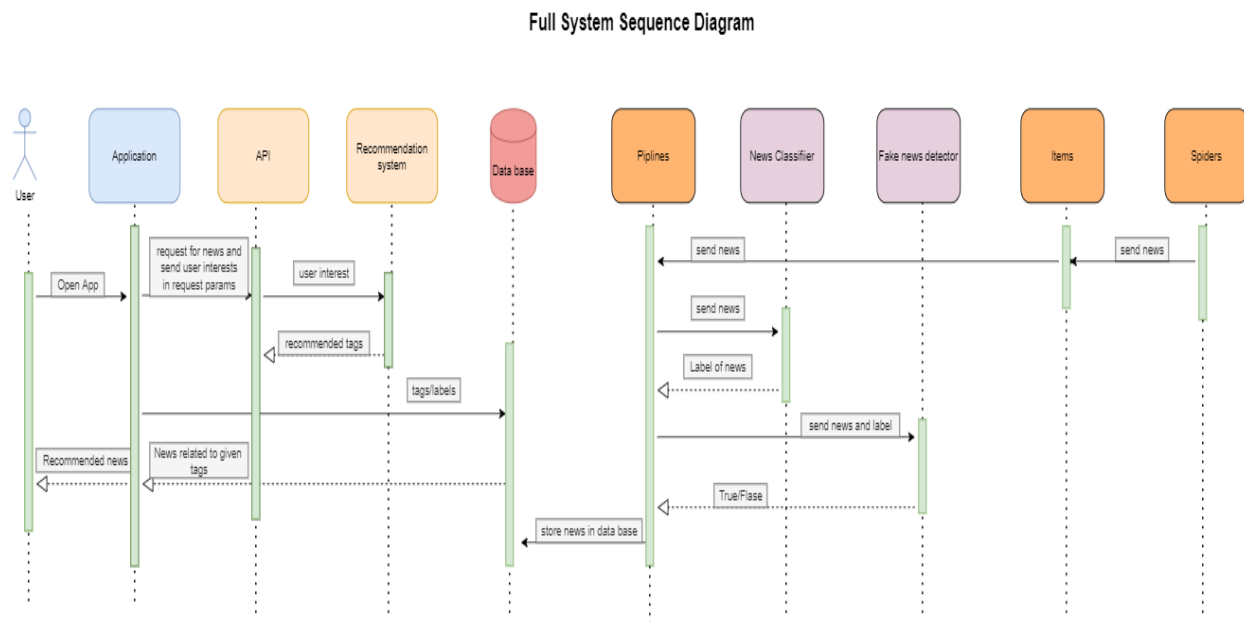 Full System Sequence Diagram
User
Application
API
Recommendation
system
Data base
Piplines
News Classifiier
Fake news detector
Items
Spiders
request for news and
send user interests
in request params
send news
send news
Open App
user interest
send news
recommended tags
Label of news
tags/labels
send news and label
Recommended news
News related to given
tags
True/Flase
store news in data base